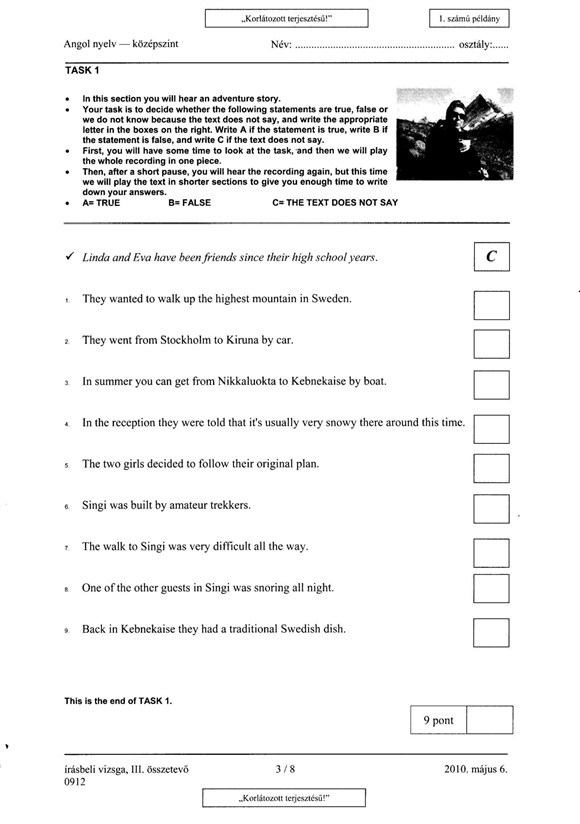 „Korlátozott terjesztésű!”
1. számú példány
Angol nyelv — középszint
Név: ........................................................... osztály:......
TASK 1
• In this section you will hear an adventure story.
• Your task is to decide whether the following statements are true, false or
we do not know because the text does not say, and write the appropriate
letter in the boxes on the right. Write A if the statement is true, write B if
the statement is false, and write C if the text does not say.
• First, you will have some time to look at the task, and then we will play
the whole recording in one piece.
• Then, after a short pause, you will hear the recording again, but this time
we will play the text in shorter sections to give you enough time to write
down your answers.
• A= TRUE B= FALSE C= THE TEXT DOES NOT SAY
✓ Linda and Eva have been friends since their high school years. C
1. They wanted to walk up the highest mountain in Sweden.
2. They went from Stockholm to Kiruna by car.
3. In summer you can get from Nikkaluokta to Kebnekaise by boat.
4. In the reception they were told that it's usually very snowy there around this time.
5. The two girls decided to follow their original plan.
6. Singi was built by amateur trekkers.
7. The walk to Singi was very difficult all the way.
8. One of the other guests in Singi was snoring all night.
9. Back in Kebnekaise they had a traditional Swedish dish.
This is the end of TASK 1.
9 pont
írásbeli vizsga, III. összetevő 3 / 8 2010. május 6.
0912
„Korlátozott terjesztésű!”